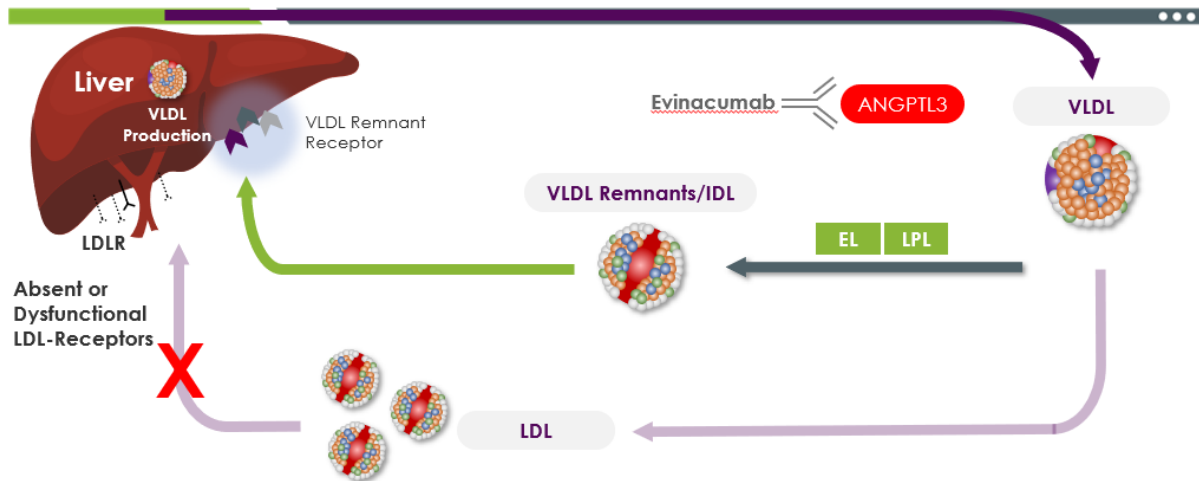 Liver
VLDL
Production
VLDL Remnant
Receptor
Evinacumab
ANGPTL3
VLDL
VLDL Remnants/IDL
EL
LPL
LDLR
Absent or
Dysfunctional
LDL-Receptors
X
LDL